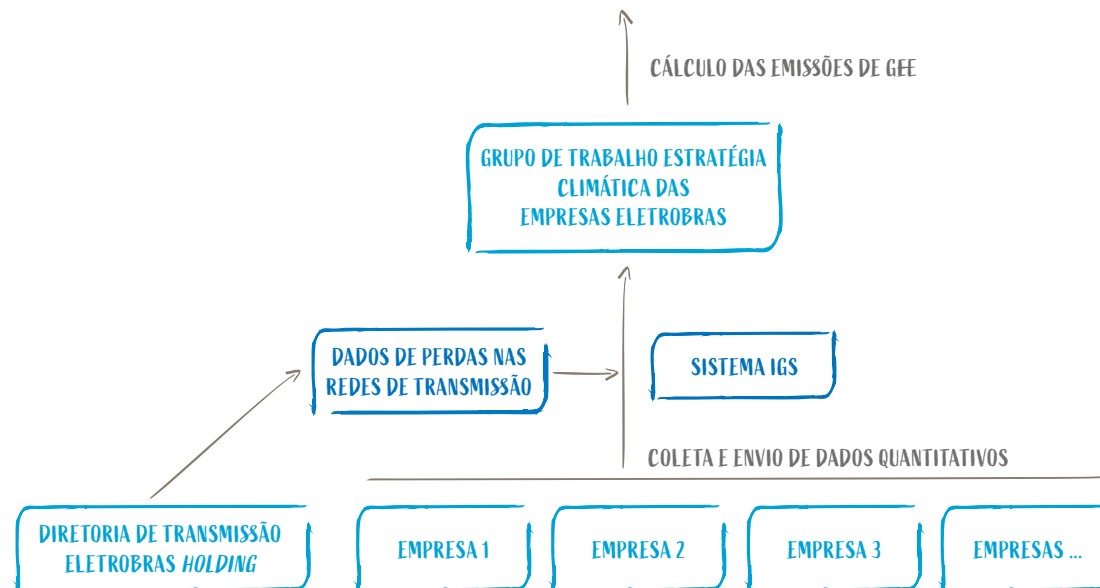 CÁLCULO DAS EMISSÕES DE GEE
GRUPO DE TRABALHO ESTRATÉGIA
CLIMÁTICA DAS
EMPRESAS ELETROBRAS
DADOS DE PERDAS NAS
REDES DE TRANSMISSÃO
SISTEMA IGS
COLETA E ENVIO DE DADOS QUANTITATIVOS
DIRETORIA DE TRANSMISSÃO
ELETROBRAS HOLDING
EMPRESA 1
EMPRESA 2
EMPRESA 3
EMPRESAS ...